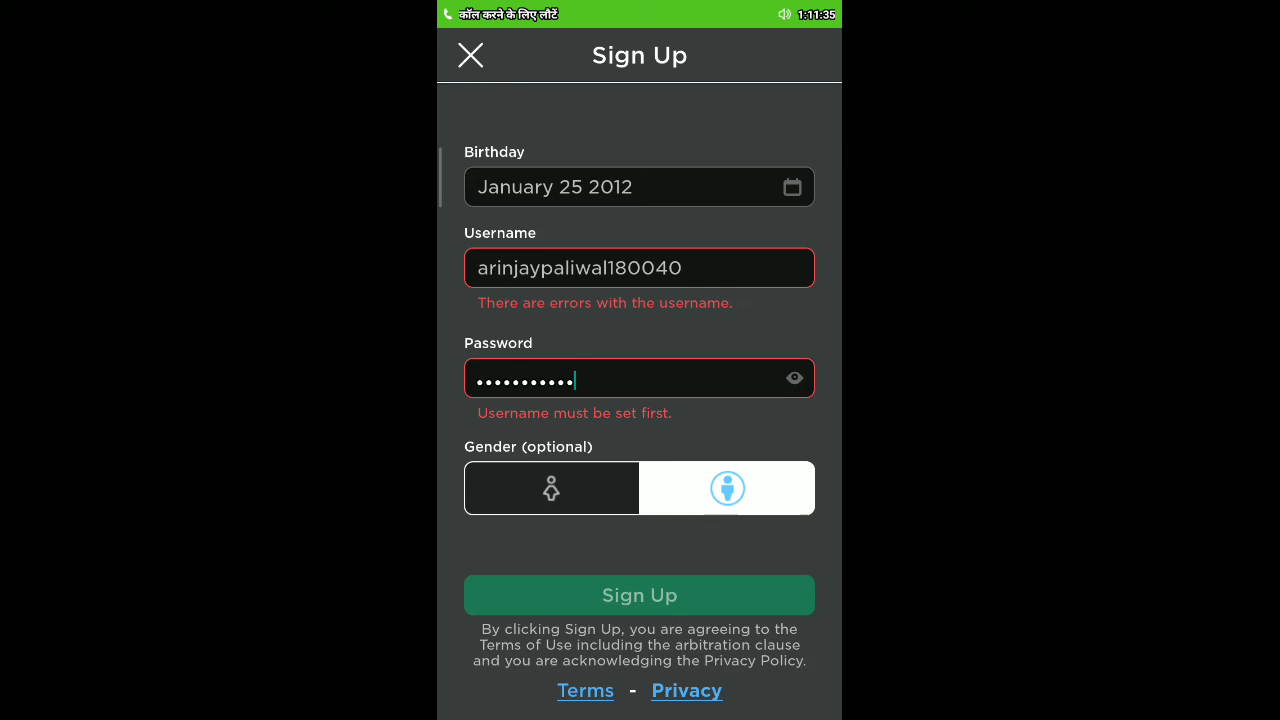 कॉल करने के लिए लौटें 1:11:35
Sign Up
Birthday
January 25 2012
Username
arinjaypaliwal180040
There are errors with the username.
Password
•••••••••••
Username must be set first.
Gender (optional)
Sign Up
By clicking Sign Up, you are agreeing to the
Terms of Use including the arbitration clause
and you are acknowledging the Privacy Policy.
Terms - Privacy